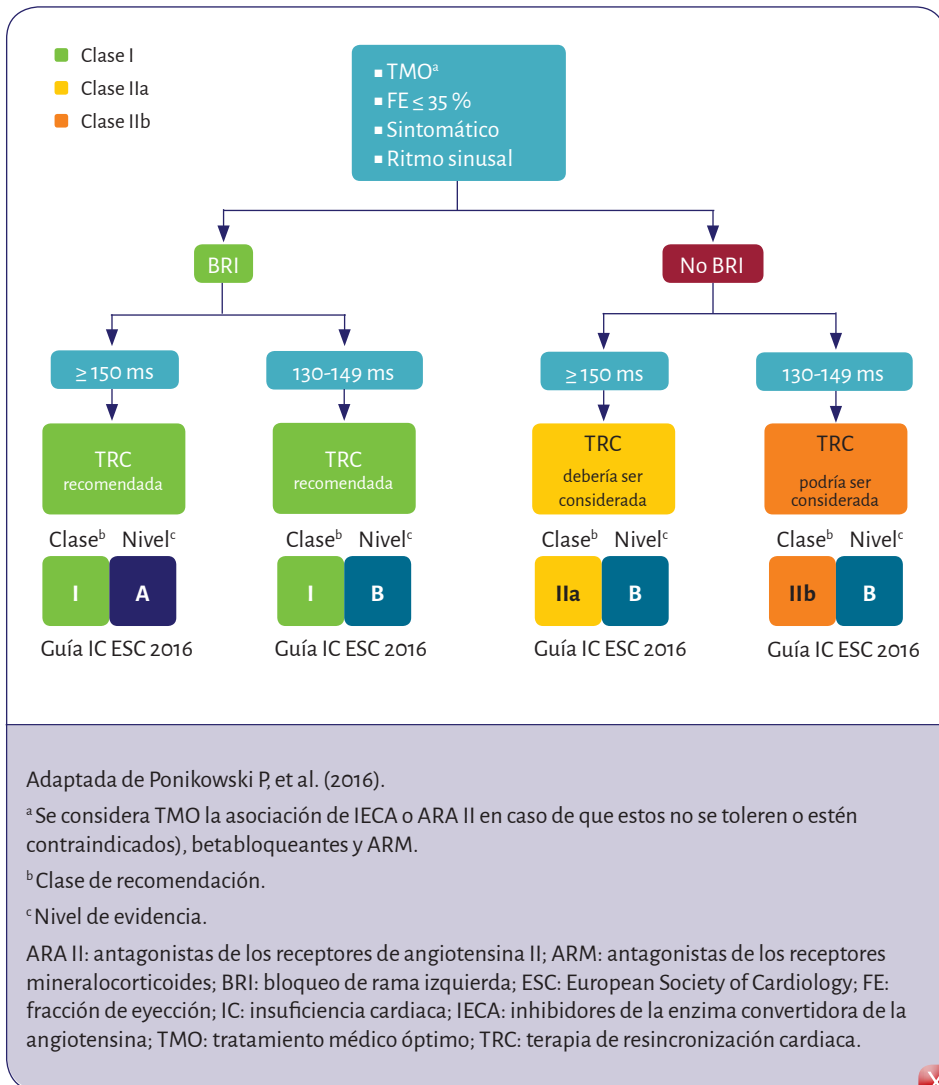 Clase I
Clase IIa
Clase IIb
▪ TMOᵃ
▪ FE ≤ 35 %
▪ Sintomático
▪ Ritmo sinusal
BRI
No BRI
≥ 150 ms
130-149 ms
≥ 150 ms
130-149 ms
TRC
recomendada
TRC
recomendada
TRC
debería ser
considerada
TRC
podría ser
considerada
Claseᵇ Nivelᶜ
Claseᵇ Nivelᶜ
Claseᵇ Nivelᶜ
Claseᵇ Nivelᶜ
I A
I B
IIa B
IIb B
Guía IC ESC 2016
Guía IC ESC 2016
Guía IC ESC 2016
Guía IC ESC 2016
Adaptada de Ponikowski P, et al. (2016).
ᵃ Se considera TMO la asociación de IECA o ARA II en caso de que estos no se toleren o estén
contraindicados), betabloqueantes y ARM.
ᵇ Clase de recomendación.
ᶜ Nivel de evidencia.
ARA II: antagonistas de los receptores de angiotensina II; ARM: antagonistas de los receptores
mineralocorticoides; BRI: bloqueo de rama izquierda; ESC: European Society of Cardiology; FE:
fracción de eyección; IC: insuficiencia cardiaca; IECA: inhibidores de la enzima convertidora de la
angiotensina; TMO: tratamiento médico óptimo; TRC: terapia de resincronización cardiaca.